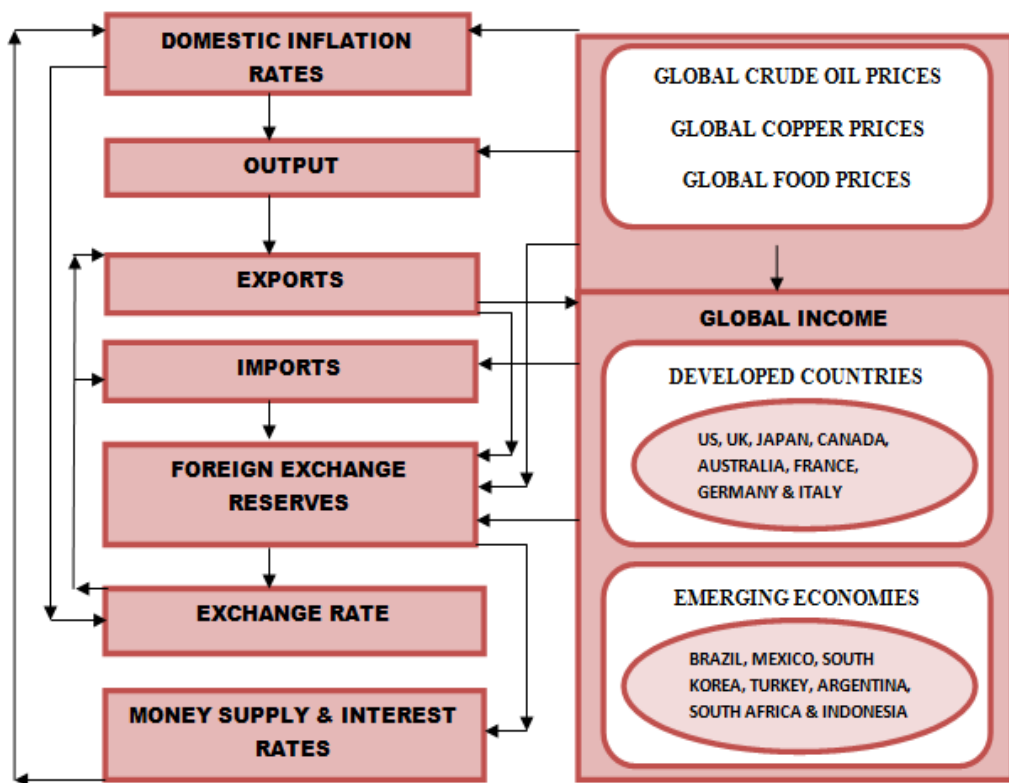 DOMESTIC INFLATION
RATES
OUTPUT
EXPORTS
IMPORTS
FOREIGN EXCHANGE
RESERVES
EXCHANGE RATE
MONEY SUPPLY & INTEREST
RATES
GLOBAL CRUDE OIL PRICES
GLOBAL COPPER PRICES
GLOBAL FOOD PRICES
GLOBAL INCOME
DEVELOPED COUNTRIES
US, UK, JAPAN, CANADA,
AUSTRALIA, FRANCE,
GERMANY & ITALY
EMERGING ECONOMIES
BRAZIL, MEXICO, SOUTH
KOREA, TURKEY, ARGENTINA,
SOUTH AFRICA & INDONESIA